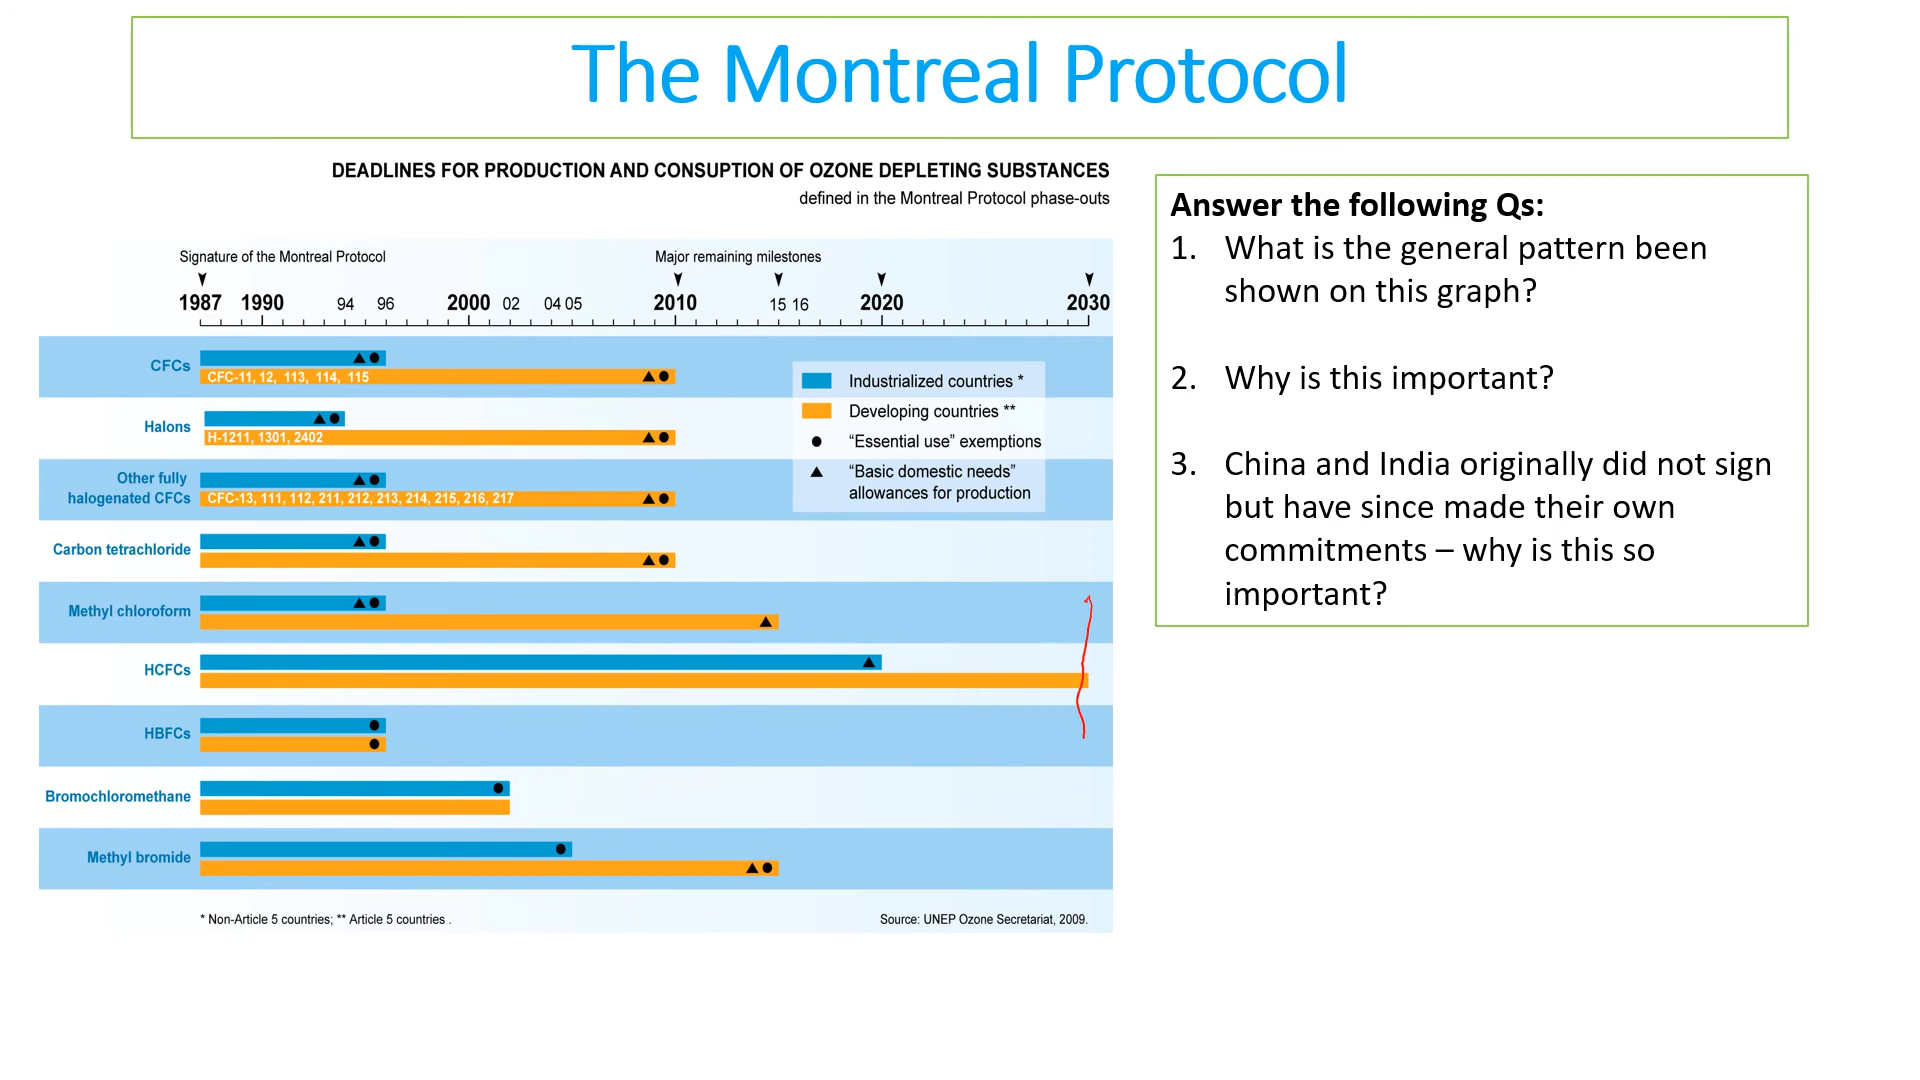 The Montreal Protocol
DEADLINES FOR PRODUCTION AND CONSUPTION OF OZONE DEPLETING SUBSTANCES
defined in the Montreal Protocol phase-outs
Signature of the Montreal Protocol
Major remaining milestones
1987 1990 94 96 2000 02 04 05 2010 15 16 2020 2030
CFCs
CFC-11, 12, 113, 114, 115
Halons
H-1211, 1301, 2402
Other fully
halogenated CFCs
CFC-13, 111, 112, 211, 212, 213, 214, 215, 216, 217
Carbon tetrachloride
Methyl chloroform
HCFCs
HBFCs
Bromochloromethane
Methyl bromide
Industrialized countries *
Developing countries **
“Essential use” exemptions
“Basic domestic needs”
allowances for production
* Non-Article 5 countries; ** Article 5 countries .
Source: UNEP Ozone Secretariat, 2009.
Answer the following Qs:
1. What is the general pattern been
shown on this graph?
2. Why is this important?
3. China and India originally did not sign
but have since made their own
commitments – why is this so
important?